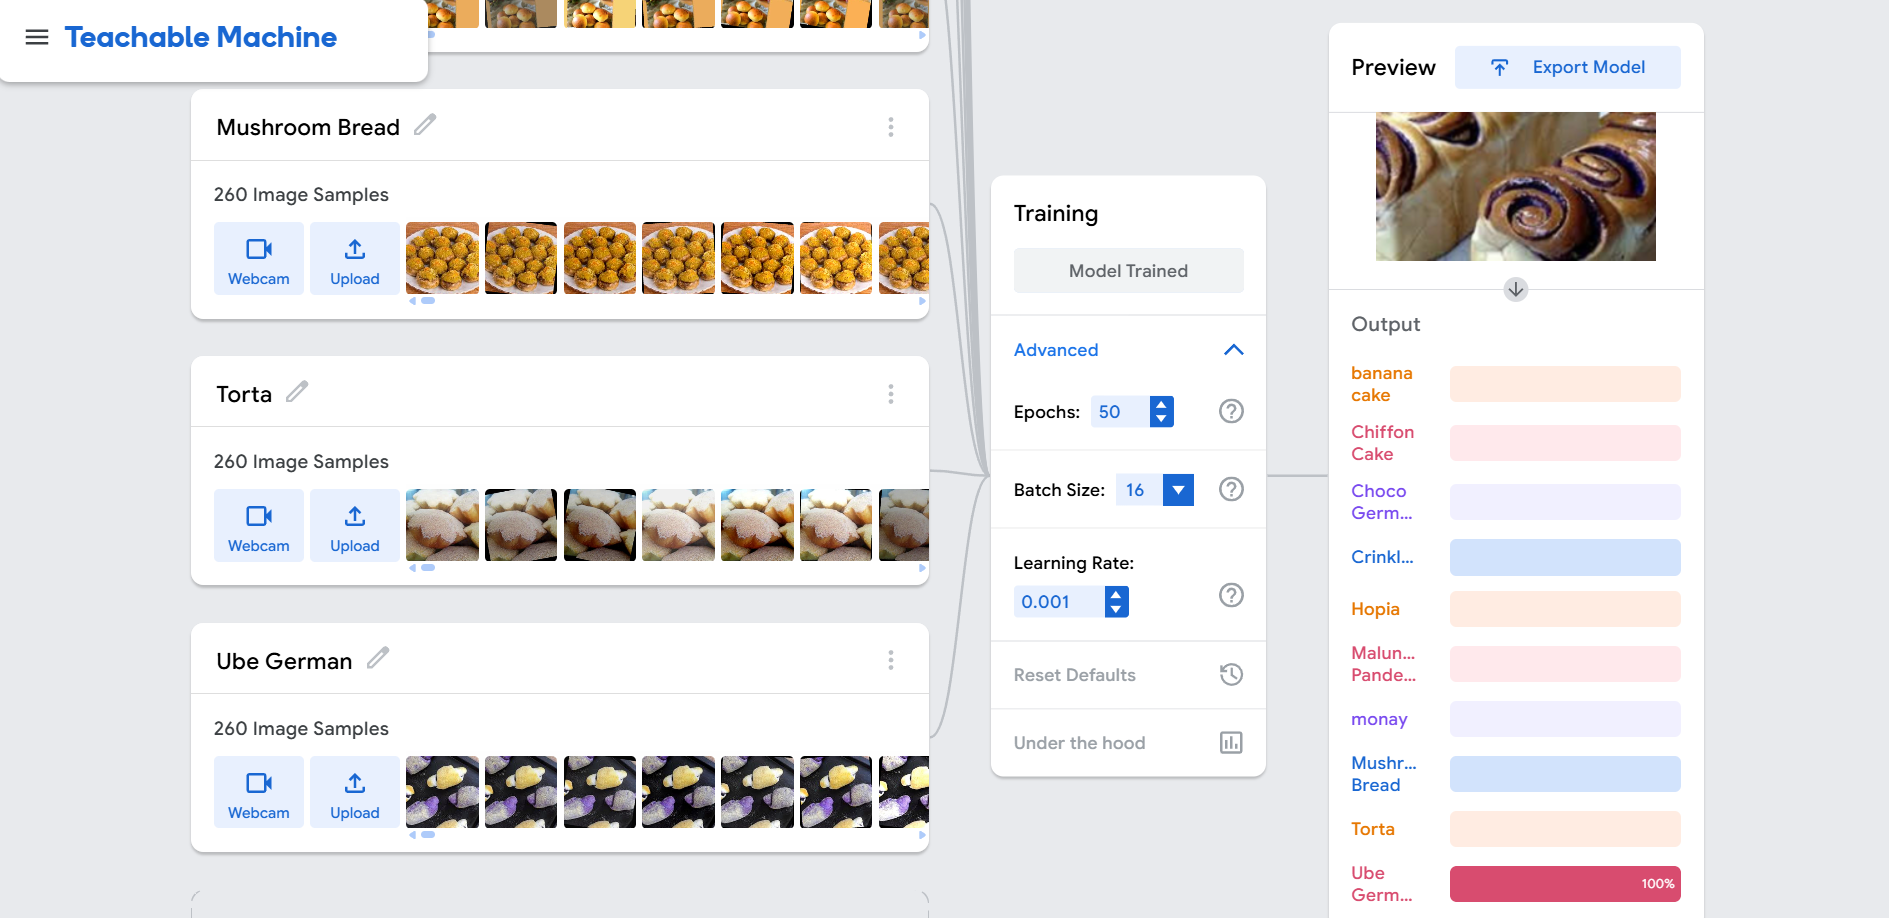 Teachable Machine
Mushroom Bread
260 Image Samples
Webcam
Upload
Torta
260 Image Samples
Webcam
Upload
Ube German
260 Image Samples
Webcam
Upload
Training
Model Trained
Advanced
Epochs: 50
Batch Size: 16
Learning Rate:
0.001
Reset Defaults
Under the hood
Preview
Export Model
Output
banana
cake
Chiffon
Cake
Choco
Germ...
Crinkl...
Hopia
Malun...
Pande...
monay
Mushr...
Bread
Torta
Ube
Germ...
100%